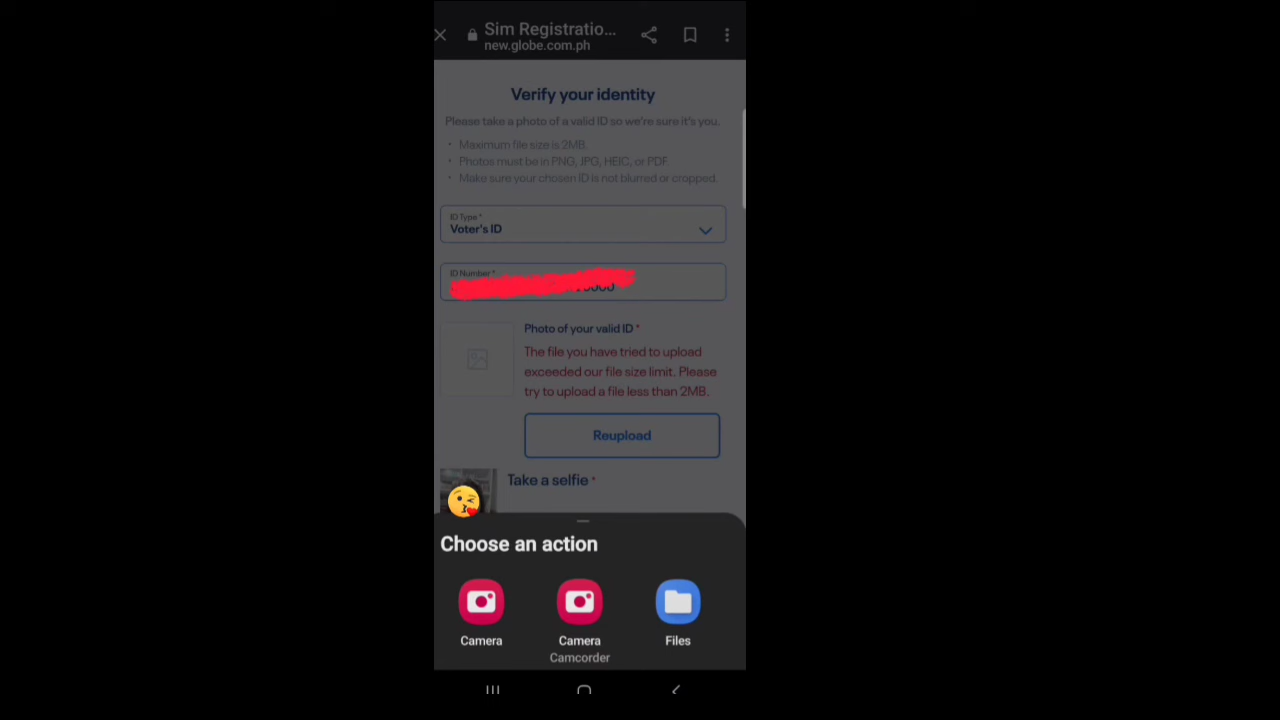 Sim Registratio...
new.globe.com.ph
Verify your identity
Please take a photo of a valid ID so we're sure it's you.
• Maximum file size is 2MB.
• Photos must be in PNG, JPG, HEIC, or PDF.
• Make sure your chosen ID is not blurred or cropped.
ID Type *
Voter's ID
ID Number *
Photo of your valid ID *
The file you have tried to upload
exceeded our file size limit. Please
try to upload a file less than 2MB.
Reupload
Take a selfie *
Choose an action
Camera
Camera
Files
Camcorder